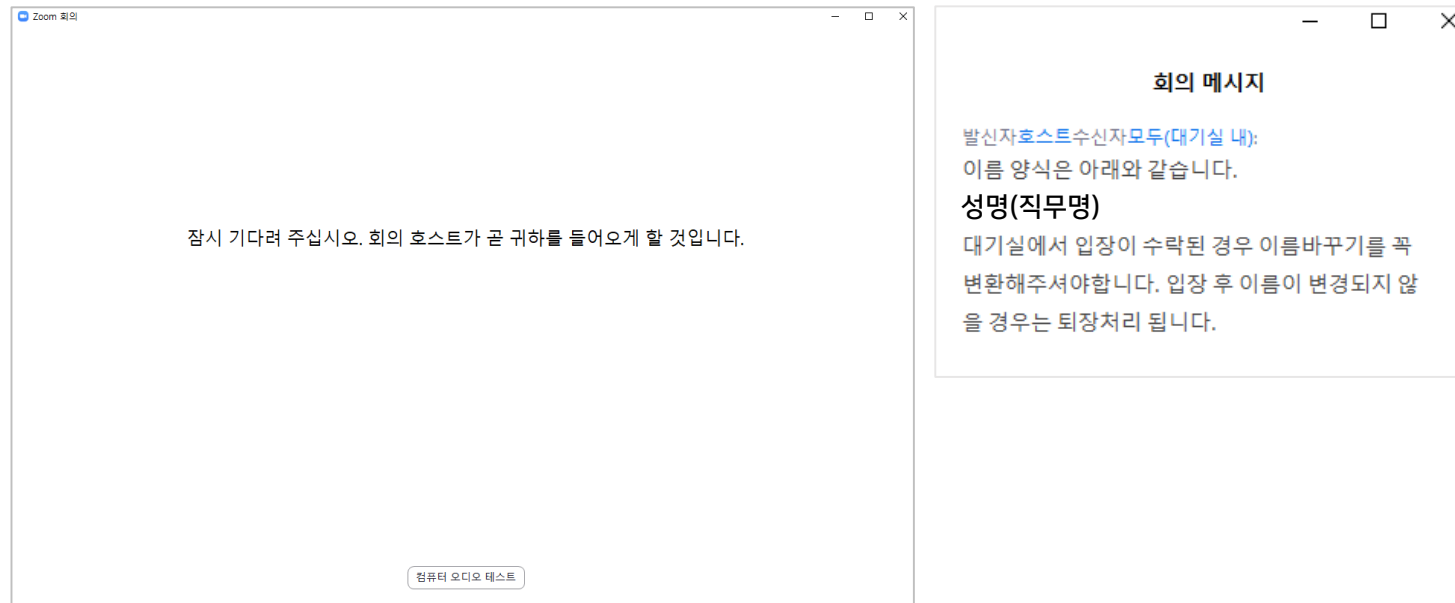 Zoom 회의
잠시 기다려 주십시오. 회의 호스트가 곧 귀하를 들어오게 할 것입니다.
컴퓨터 오디오 테스트
회의 메시지
발신자호스트수신자모두(대기실 내):
이름 양식은 아래와 같습니다.
성명(직무명)
대기실에서 입장이 수락된 경우 이름바꾸기를 꼭
변환해주셔야합니다. 입장 후 이름이 변경되지 않
을 경우는 퇴장처리 됩니다.